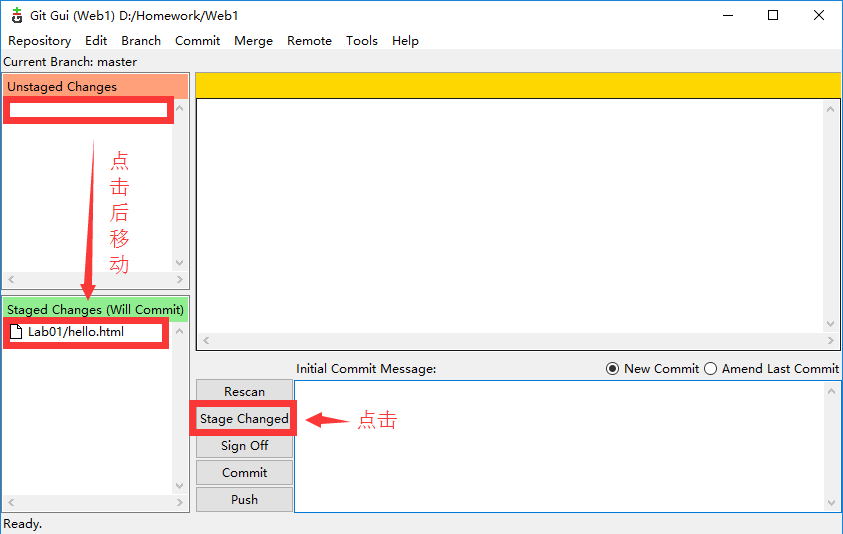 Git Gui (Web1) D:/Homework/Web1
Repository Edit Branch Commit Merge Remote Tools Help
Current Branch: master
Unstaged Changes
点击后移动
Staged Changes (Will Commit)
Lab01/hello.html
Initial Commit Message:
New Commit
Amend Last Commit
Rescan
Stage Changed
点击
Sign Off
Commit
Push
Ready.